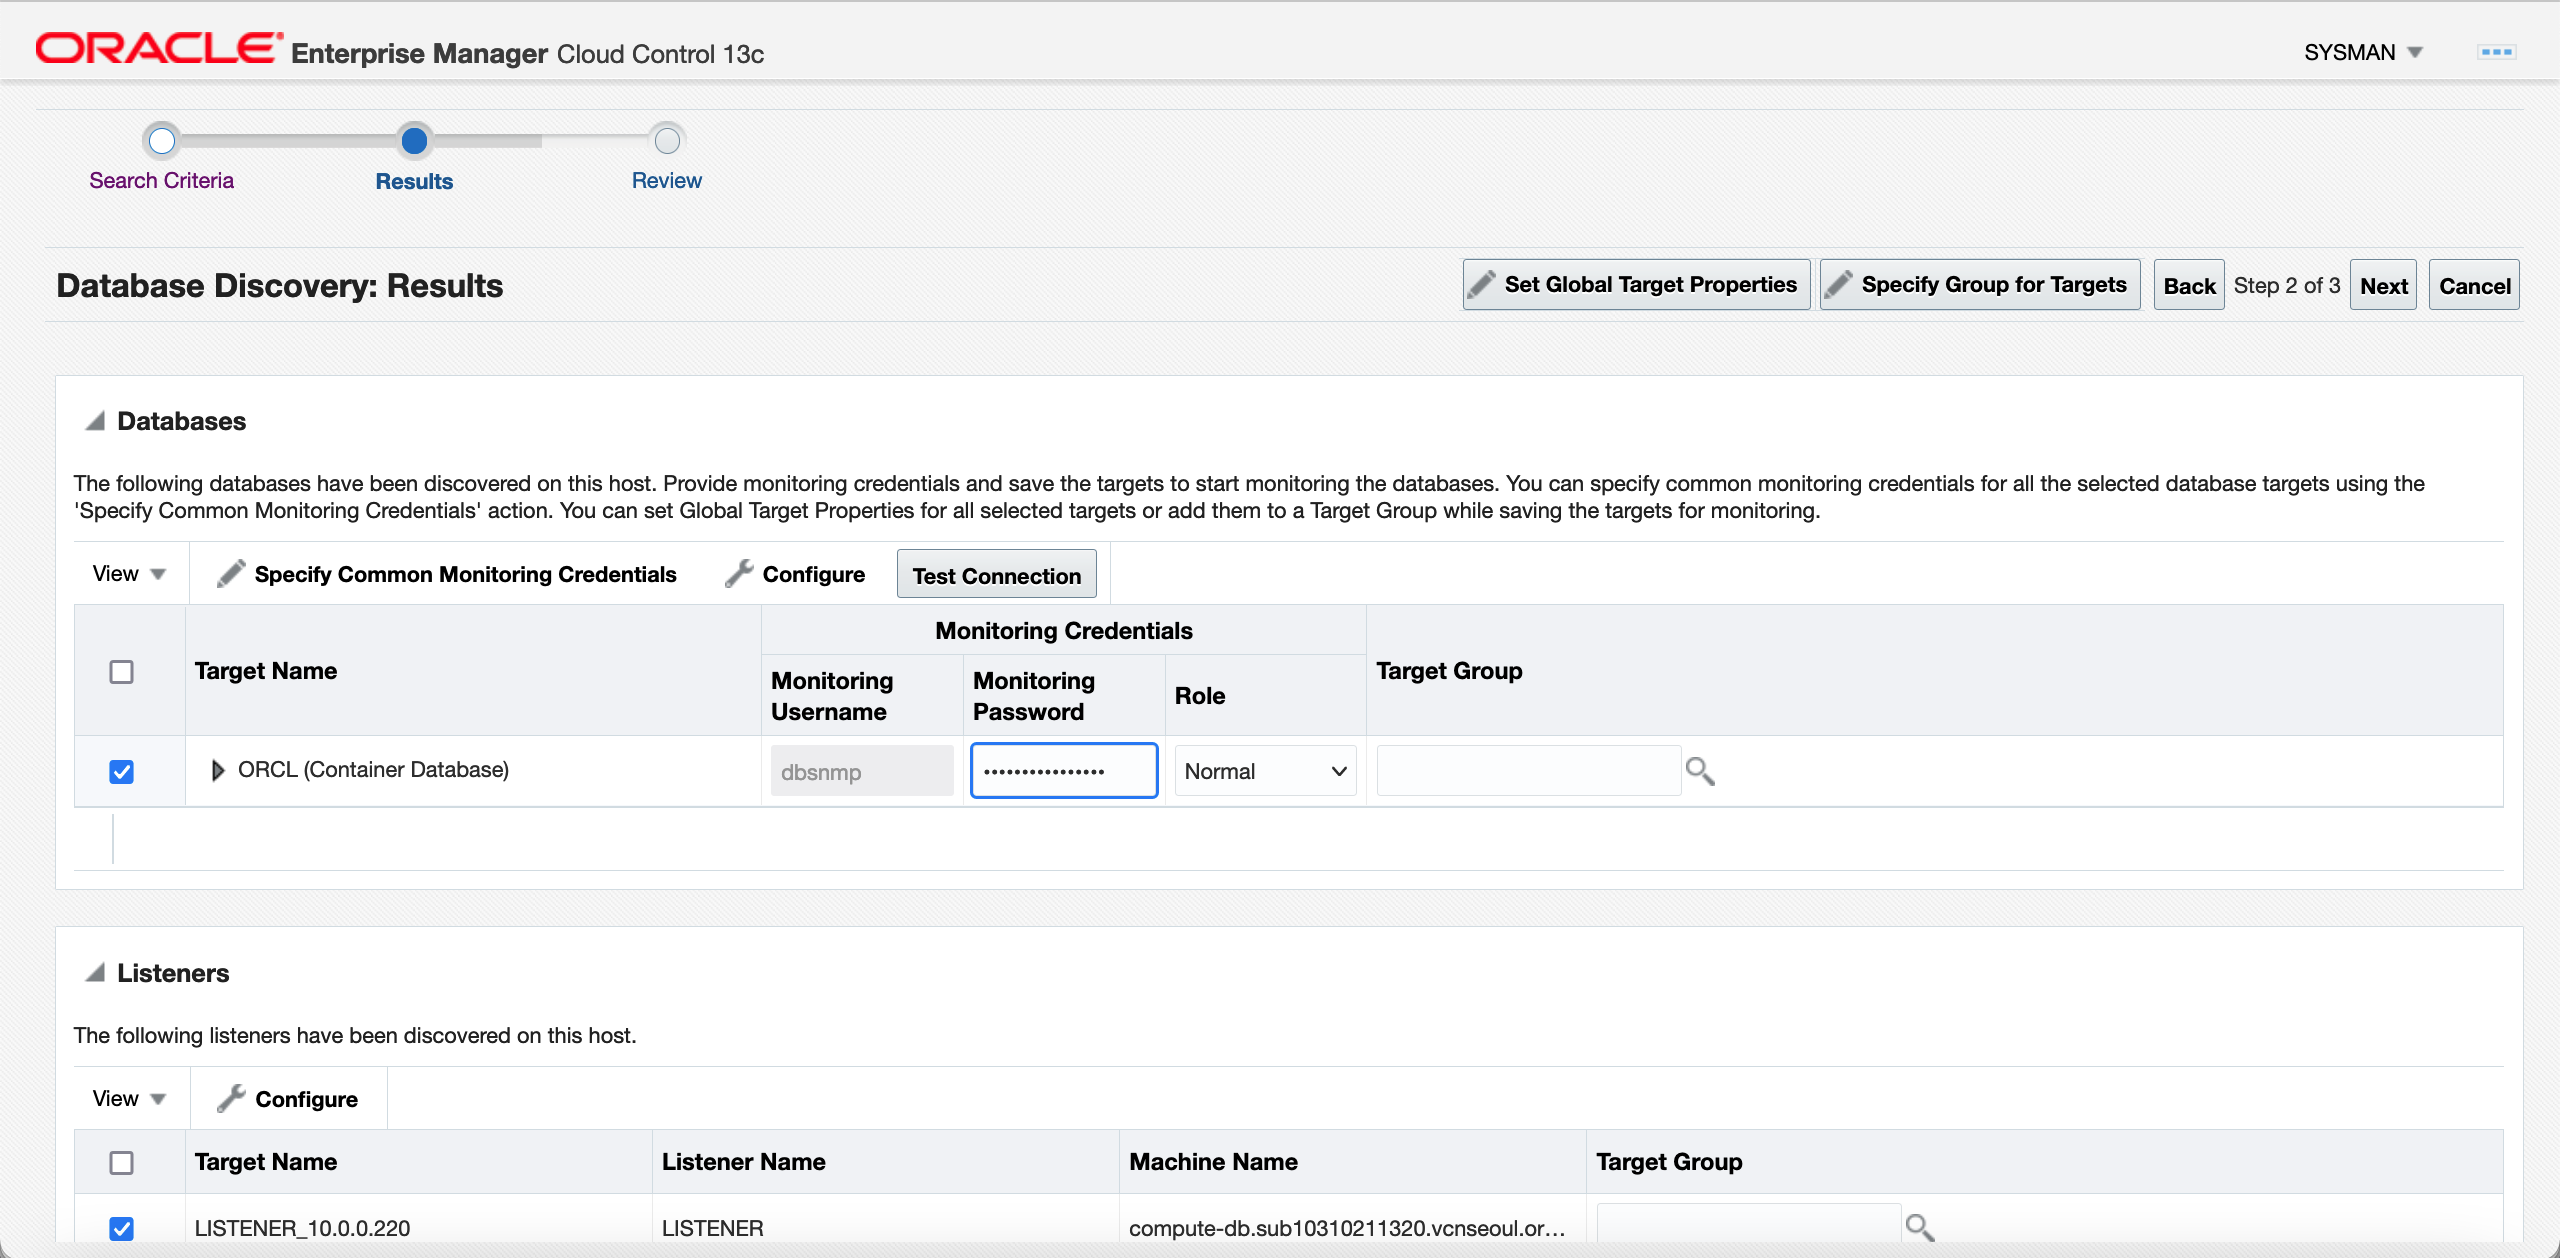 ORACLE Enterprise Manager Cloud Control 13c
SYSMAN
Search Criteria
Results
Review
Database Discovery: Results
Set Global Target Properties
Specify Group for Targets
Back
Step 2 of 3
Next
Cancel
Databases
The following databases have been discovered on this host. Provide monitoring credentials and save the targets to start monitoring the databases. You can specify common monitoring credentials for all the selected database targets using the
'Specify Common Monitoring Credentials' action. You can set Global Target Properties for all selected targets or add them to a Target Group while saving the targets for monitoring.
View
Specify Common Monitoring Credentials
Configure
Test Connection
Target Name
Monitoring Credentials
Monitoring
Username
Monitoring
Password
Role
Target Group
ORCL (Container Database)
dbsnmp
••••••••••••••••
Normal
Listeners
The following listeners have been discovered on this host.
View
Configure
Target Name
Listener Name
Machine Name
Target Group
LISTENER_10.0.0.220
LISTENER
compute-db.sub10310211320.vcnseoul.or...